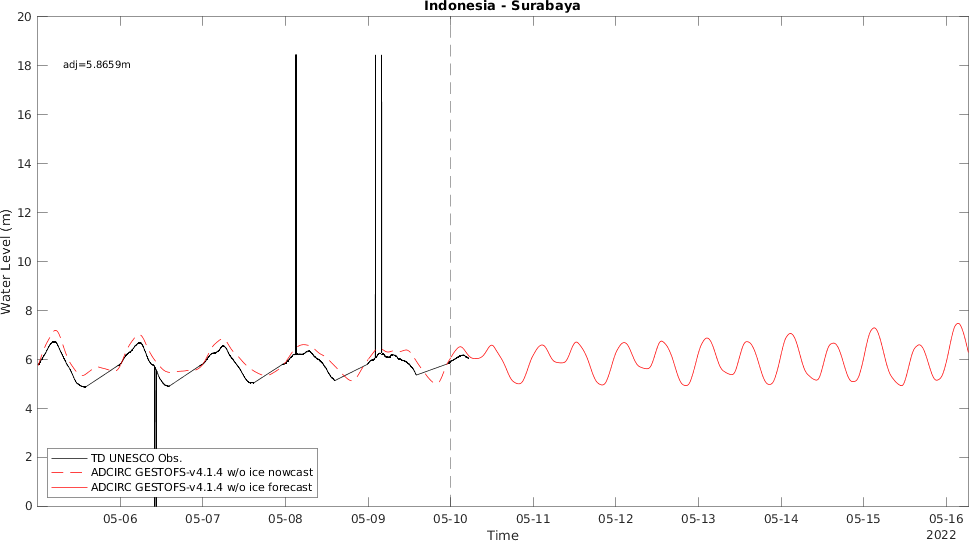 Indonesia - Surabaya
20
18
16
14
12
10
8
6
4
2
0
Water Level (m)
adj=5.8659m
TD UNESCO Obs.
ADCIRC GESTOFS-v4.1.4 w/o ice nowcast
ADCIRC GESTOFS-v4.1.4 w/o ice forecast
05-06 05-07 05-08 05-09 05-10 05-11 05-12 05-13 05-14 05-15 05-16
Time
2022